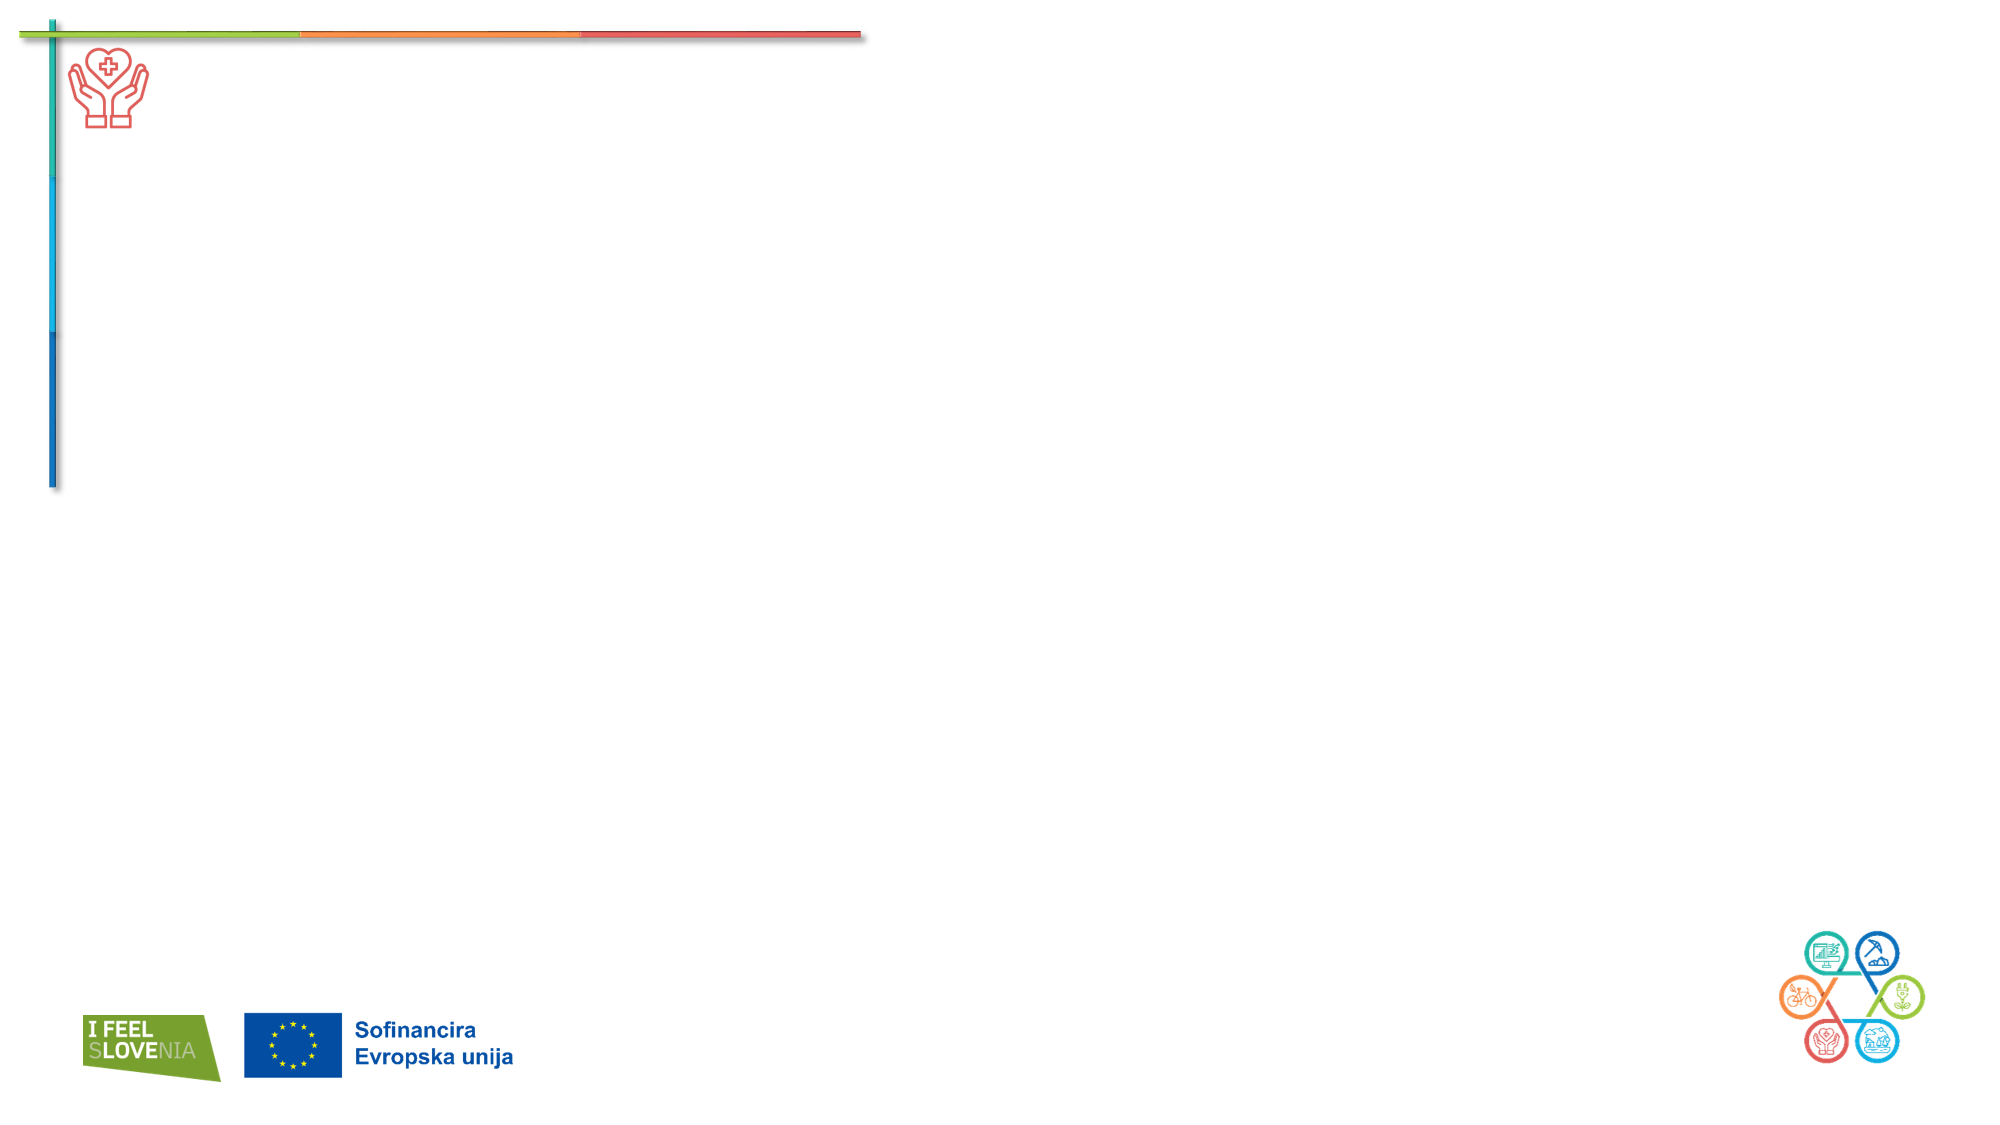 I FEEL
SLOVENIA
Sofinancira
Evropska unija